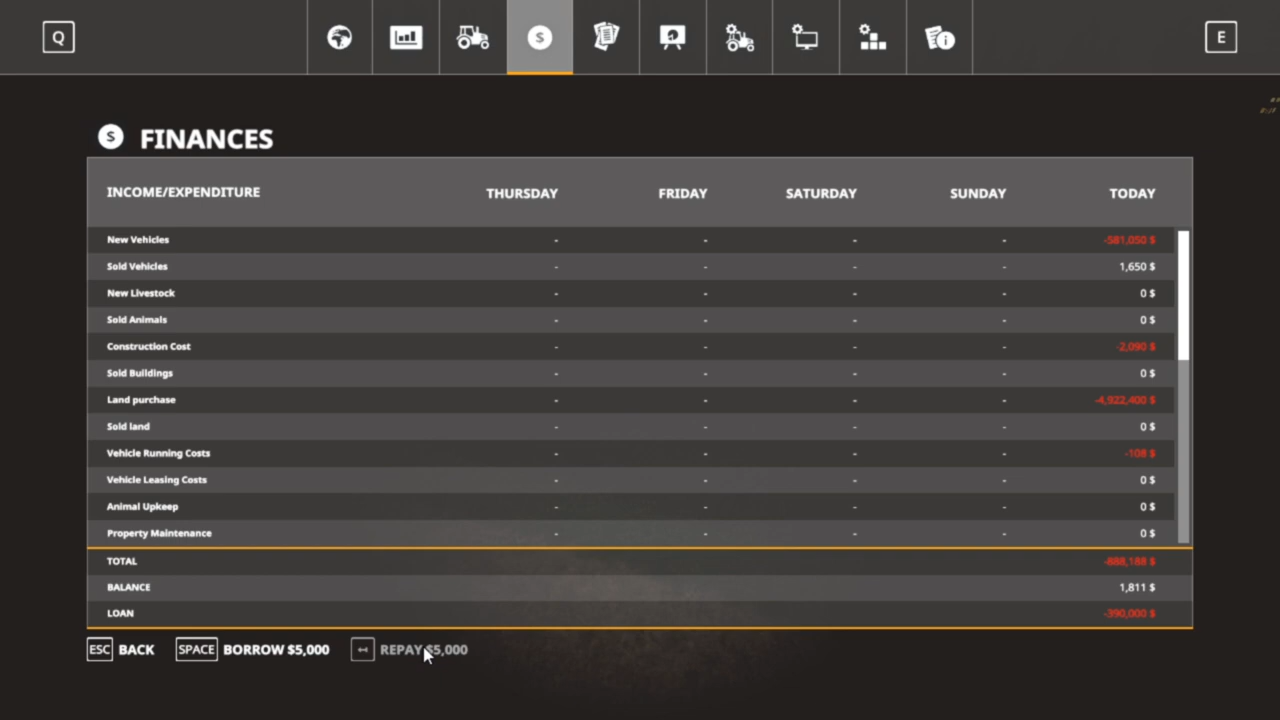 Q E
$ FINANCES
INCOME/EXPENDITURE THURSDAY FRIDAY SATURDAY SUNDAY TODAY
New Vehicles - - - - -581,050 $
Sold Vehicles - - - - 1,650 $
New Livestock - - - - 0 $
Sold Animals - - - - 0 $
Construction Cost - - - - -2,090 $
Sold Buildings - - - - 0 $
Land purchase - - - - -4,922,400 $
Sold land - - - - 0 $
Vehicle Running Costs - - - - -108 $
Vehicle Leasing Costs - - - - 0 $
Animal Upkeep - - - - 0 $
Property Maintenance - - - - 0 $
TOTAL -888,188 $
BALANCE 1,811 $
LOAN -390,000 $
ESC BACK SPACE BORROW $5,000 REPAY $5,000